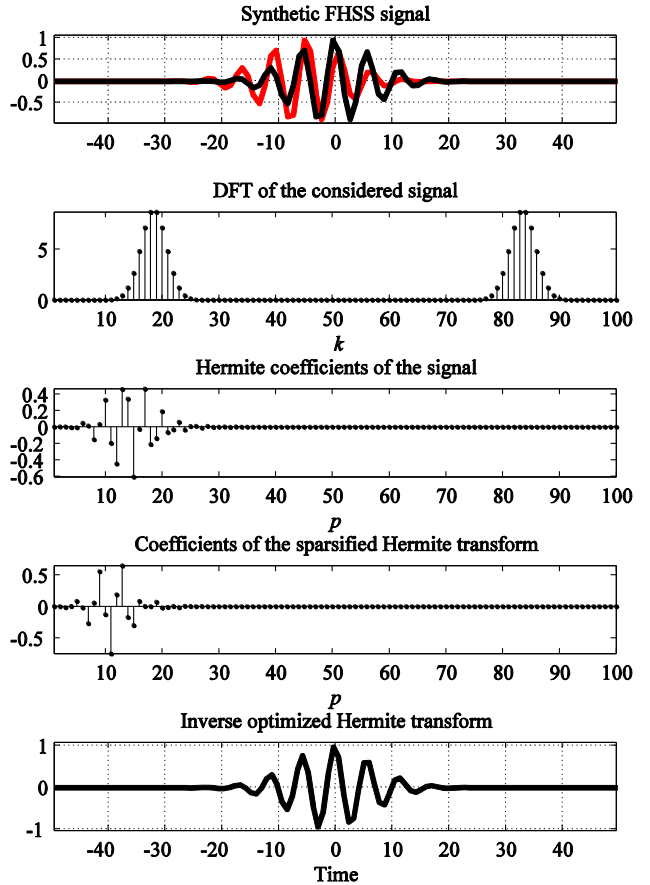 Synthetic FHSS signal
1
0.5
0
-0.5
-40 -30 -20 -10 0 10 20 30 40
DFT of the considered signal
5
0
10 20 30 40 50 60 70 80 90 100
k
Hermite coefficients of the signal
0.4
0.2
0
-0.2
-0.4
-0.6
10 20 30 40 50 60 70 80 90 100
p
Coefficients of the sparsified Hermite transform
0.5
0
-0.5
10 20 30 40 50 60 70 80 90 100
p
Inverse optimized Hermite transform
1
0
-1
-40 -30 -20 -10 0 10 20 30 40
Time